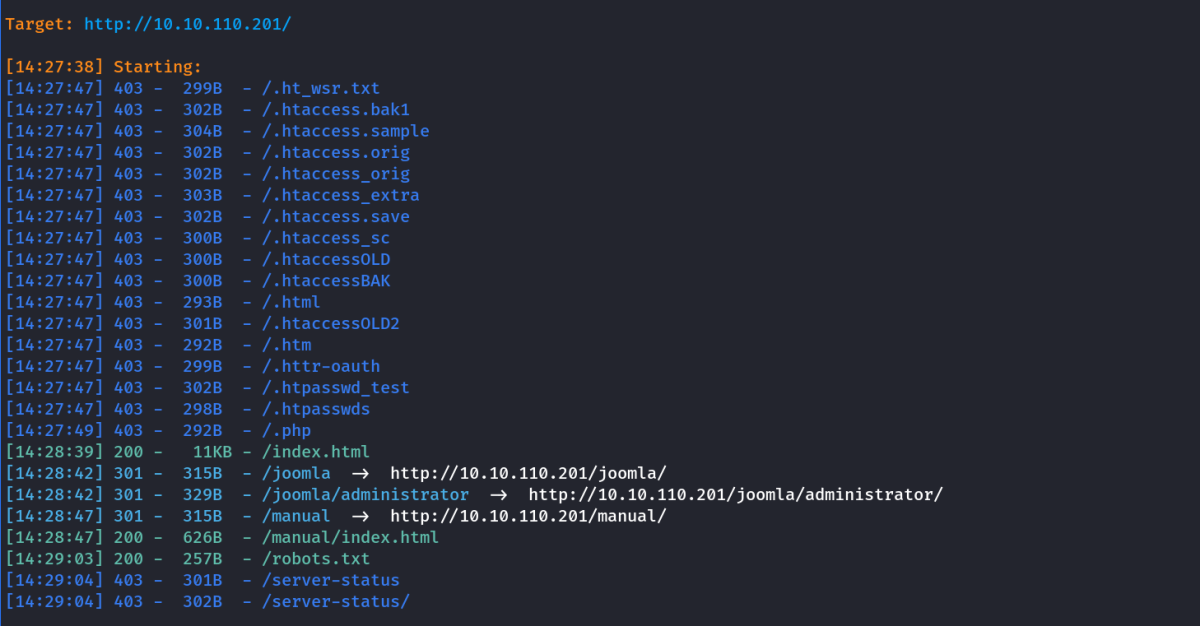 Target: http://10.10.110.201/
[14:27:38] Starting:
[14:27:47] 403 -  299B  - /.ht_wsr.txt
[14:27:47] 403 -  302B  - /.htaccess.bak1
[14:27:47] 403 -  304B  - /.htaccess.sample
[14:27:47] 403 -  302B  - /.htaccess.orig
[14:27:47] 403 -  302B  - /.htaccess_orig
[14:27:47] 403 -  303B  - /.htaccess_extra
[14:27:47] 403 -  302B  - /.htaccess.save
[14:27:47] 403 -  300B  - /.htaccess_sc
[14:27:47] 403 -  300B  - /.htaccessOLD
[14:27:47] 403 -  300B  - /.htaccessBAK
[14:27:47] 403 -  293B  - /.html
[14:27:47] 403 -  301B  - /.htaccessOLD2
[14:27:47] 403 -  292B  - /.htm
[14:27:47] 403 -  299B  - /.httr-oauth
[14:27:47] 403 -  302B  - /.htpasswd_test
[14:27:47] 403 -  298B  - /.htpasswds
[14:27:49] 403 -  292B  - /.php
[14:28:39] 200 -   11KB - /index.html
[14:28:42] 301 -  315B  - /joomla  ->  http://10.10.110.201/joomla/
[14:28:42] 301 -  329B  - /joomla/administrator  ->  http://10.10.110.201/joomla/administrator/
[14:28:47] 301 -  315B  - /manual  ->  http://10.10.110.201/manual/
[14:28:47] 200 -  626B  - /manual/index.html
[14:29:03] 200 -  257B  - /robots.txt
[14:29:04] 403 -  301B  - /server-status
[14:29:04] 403 -  302B  - /server-status/